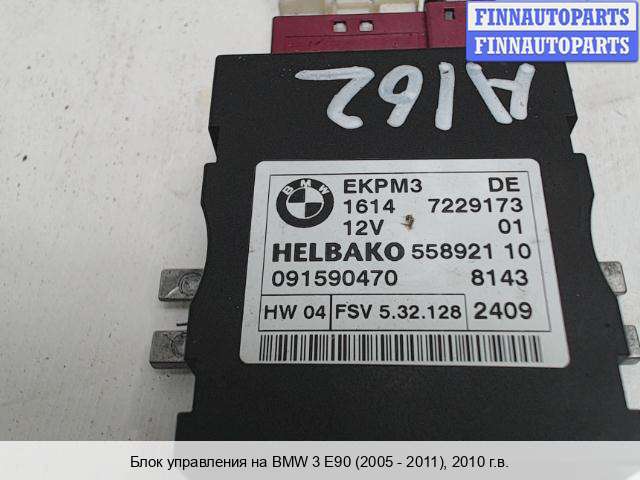 FINNAUTOPARTS
FINNAUTOPARTS
A162
BMW
EKPM3 DE
1614 7229173
12V 01
HELBAKO 558921 10
091590470 8143
HW 04 FSV 5.32.128 2409
Блок управления на BMW 3 E90 (2005 - 2011), 2010 г.в.